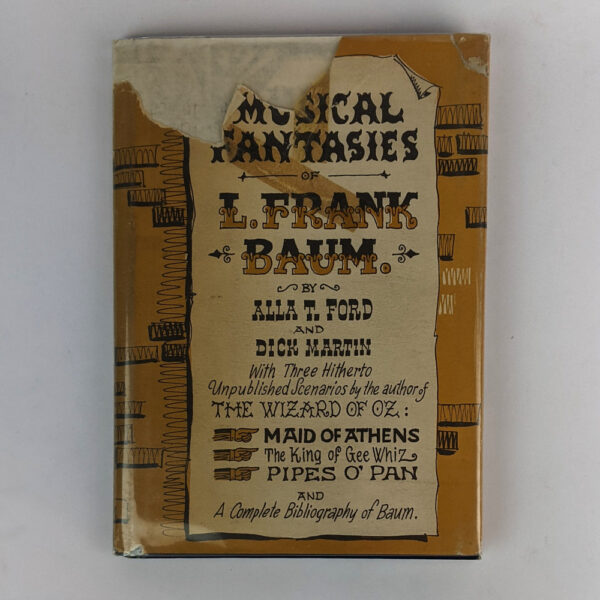 MUSICAL
FANTASIES
OF
L. FRANK
BAUM.
BY
ALLA T. FORD
AND
DICK MARTIN
With Three Hitherto
Unpublished Scenarios by the author of
THE WIZARD OF OZ:
MAID OF ATHENS
The King of Gee Whiz
PIPES O' PAN
AND
A Complete Bibliography of Baum.